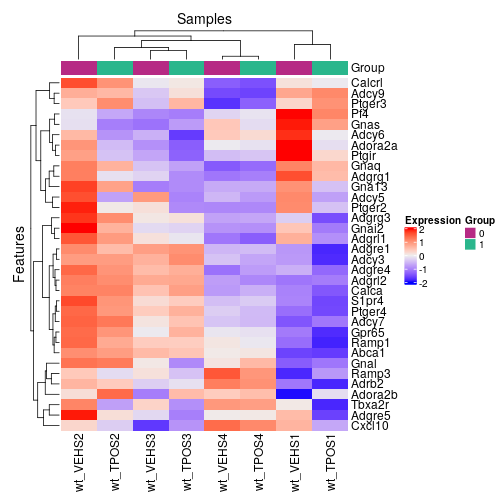 Samples
Group
Calcrl
Adcy9
Ptger3
Pf4
Gnas
Adcy6
Adora2a
Ptgir
Gnaq
Adgrg1
Gna13
Adcy5
Ptger2
Adgrg3
Gnai2
Adgrl1
Adgre1
Adcy3
Adgre4
Adgrl2
Calca
S1pr4
Ptger4
Adcy7
Gpr65
Ramp1
Abca1
Gnal
Ramp3
Adrb2
Adora2b
Tbxa2r
Adgre5
Cxcl10
Features
wt_VEHS2
wt_TPOS2
wt_VEHS3
wt_TPOS3
wt_VEHS4
wt_TPOS4
wt_VEHS1
wt_TPOS1
Expression Group
2 0
1 1
0
-1
-2